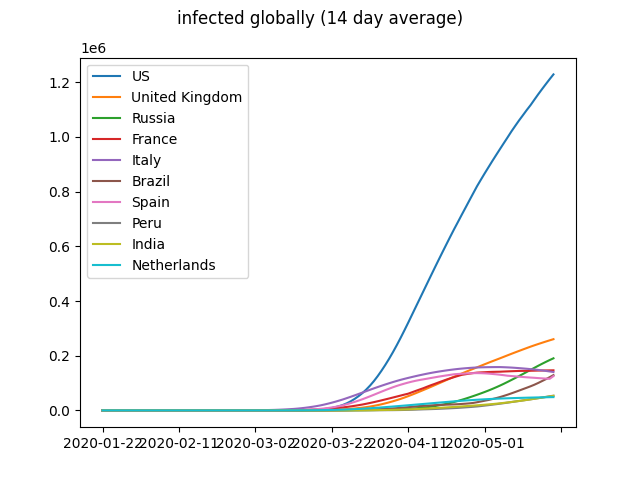 infected globally (14 day average)
1e6
1.2
1.0
0.8
0.6
0.4
0.2
0.0
US
United Kingdom
Russia
France
Italy
Brazil
Spain
Peru
India
Netherlands
2020-01-22 2020-02-11 2020-03-02 2020-03-22 2020-04-11 2020-05-01